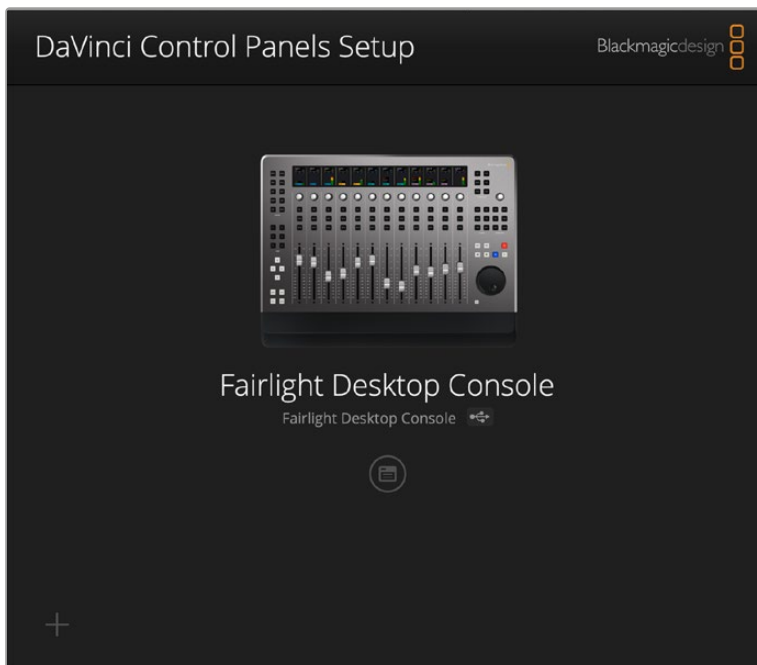 DaVinci Control Panels Setup
Blackmagicdesign
Fairlight Desktop Console
Fairlight Desktop Console